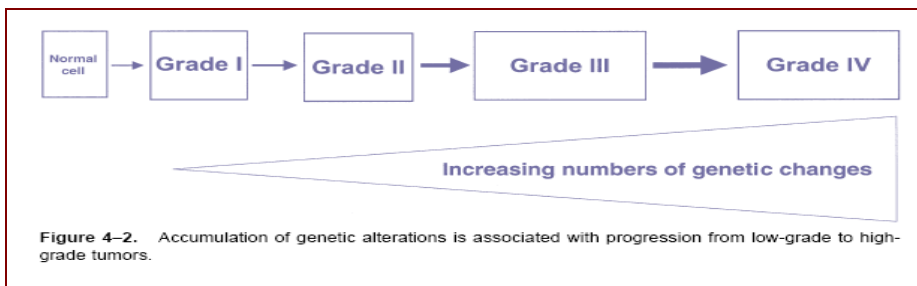 Normal
cell
Grade I
Grade II
Grade III
Grade IV
Increasing numbers of genetic changes
Figure 4–2. Accumulation of genetic alterations is associated with progression from low-grade to high-
grade tumors.